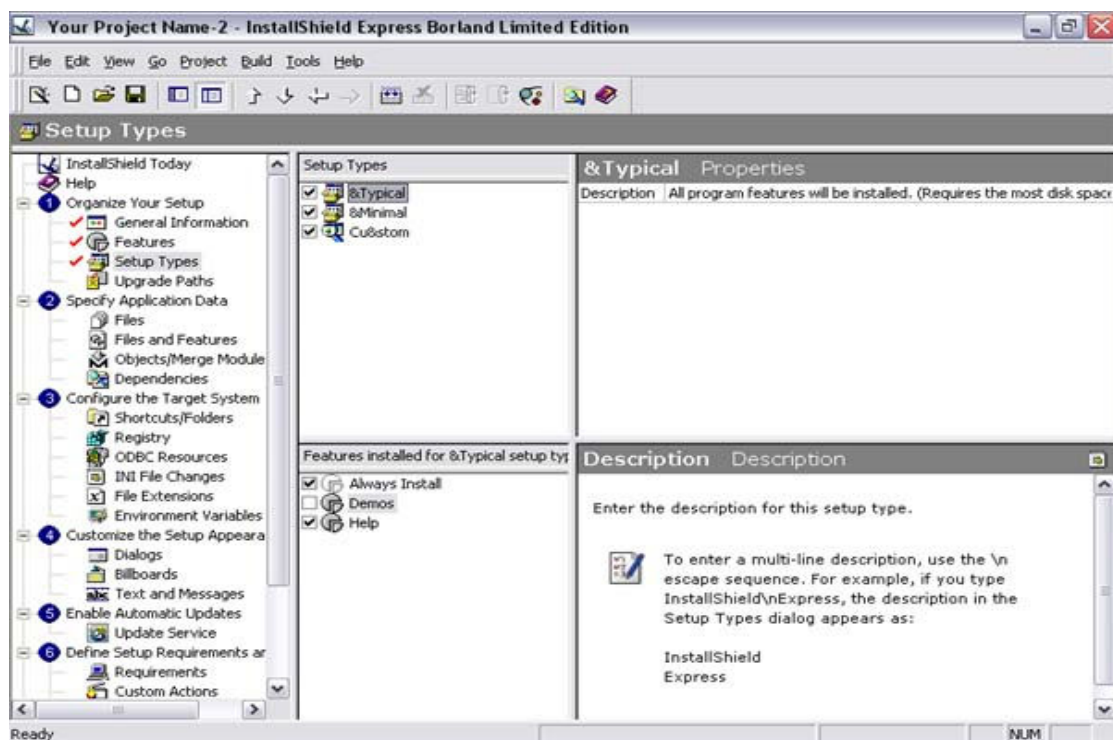 Your Project Name-2 - InstallShield Express Borland Limited Edition
File Edit View Go Project Build Tools Help
Setup Types
InstallShield Today
Help
1 Organize Your Setup
General Information
Features
Setup Types
Upgrade Paths
2 Specify Application Data
Files
Files and Features
Objects/Merge Module
Dependencies
3 Configure the Target System
Shortcuts/Folders
Registry
ODBC Resources
INI File Changes
File Extensions
Environment Variables
4 Customize the Setup Appeara
Dialogs
Billboards
Text and Messages
5 Enable Automatic Updates
Update Service
6 Define Setup Requirements ar
Requirements
Custom Actions
Setup Types
&Typical
&Minimal
Cu&stom
&Typical Properties
Description All program features will be installed. (Requires the most disk space
Features installed for &Typical setup typ
Always Install
Demos
Help
Description Description
Enter the description for this setup type.
To enter a multi-line description, use the \n
escape sequence. For example, if you type
InstallShield\nExpress, the description in the
Setup Types dialog appears as:
InstallShield
Express
Ready
NUM